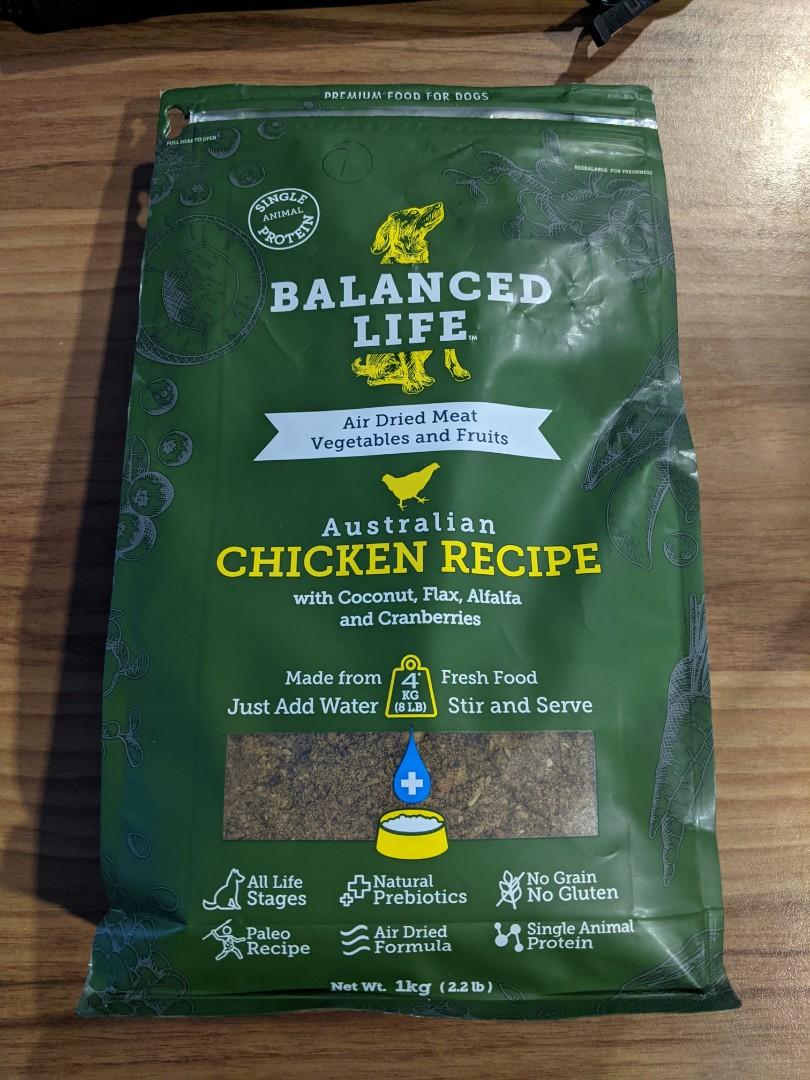 PREMIUM FOOD FOR DOGS
PULL HERE TO OPEN
RESEALABLE FOR FRESHNESS
SINGLE
ANIMAL
PROTEIN
BALANCED
LIFE™
Air Dried Meat
Vegetables and Fruits
Australian
CHICKEN RECIPE
with Coconut, Flax, Alfalfa
and Cranberries
Made from 4* Fresh Food
KG
Just Add Water (8 LB) Stir and Serve
All Life
Stages
Natural
Prebiotics
No Grain
No Gluten
Paleo
Recipe
Air Dried
Formula
Single Animal
Protein
Net Wt. 1kg (2.2 lb)